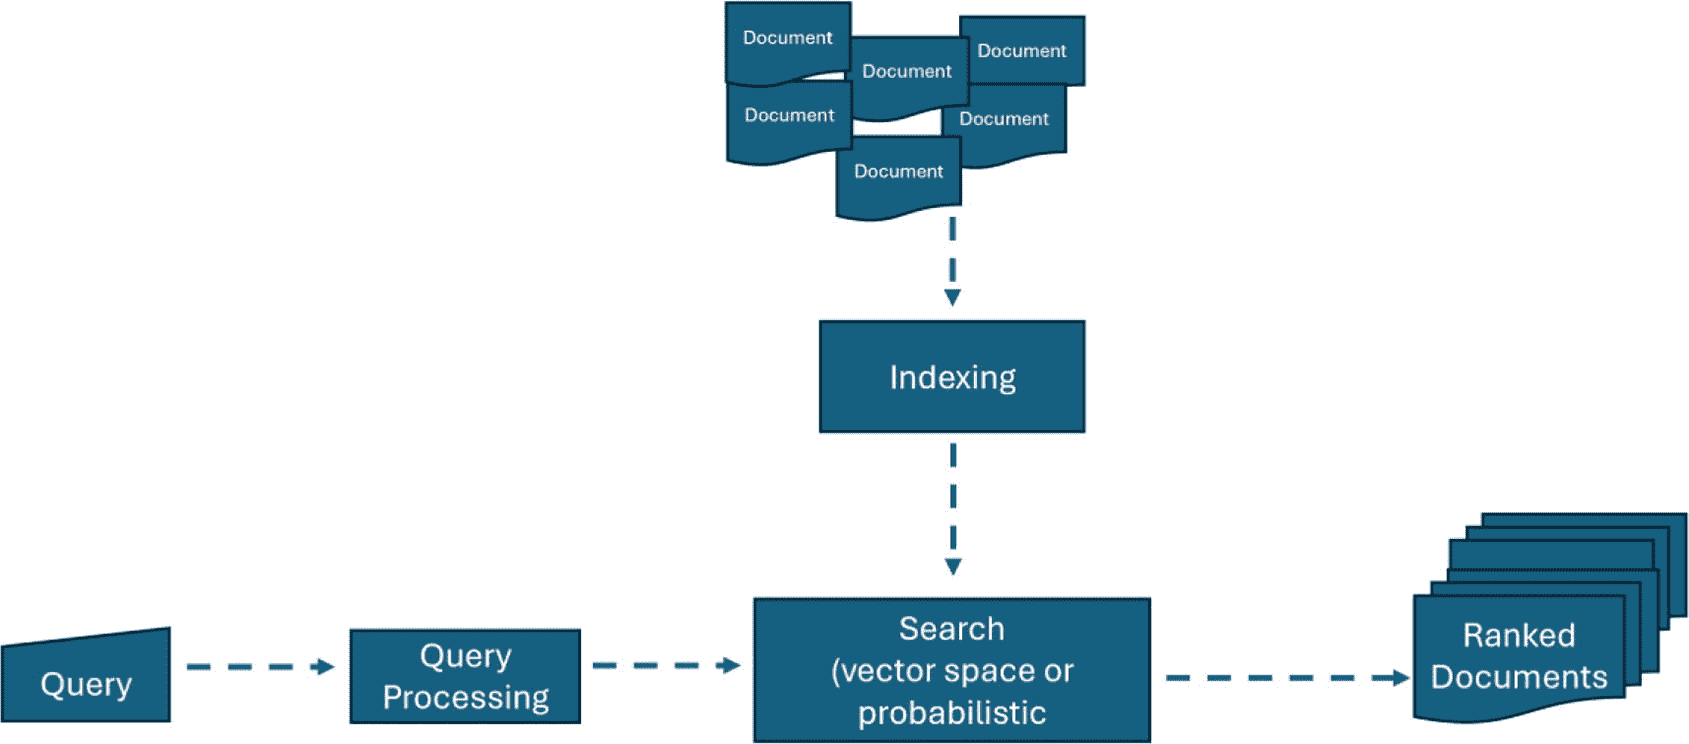 Document
Document
Document
Document
Document
Document
Indexing
Query
Query
Processing
Search
(vector space or
probabilistic
Ranked
Documents